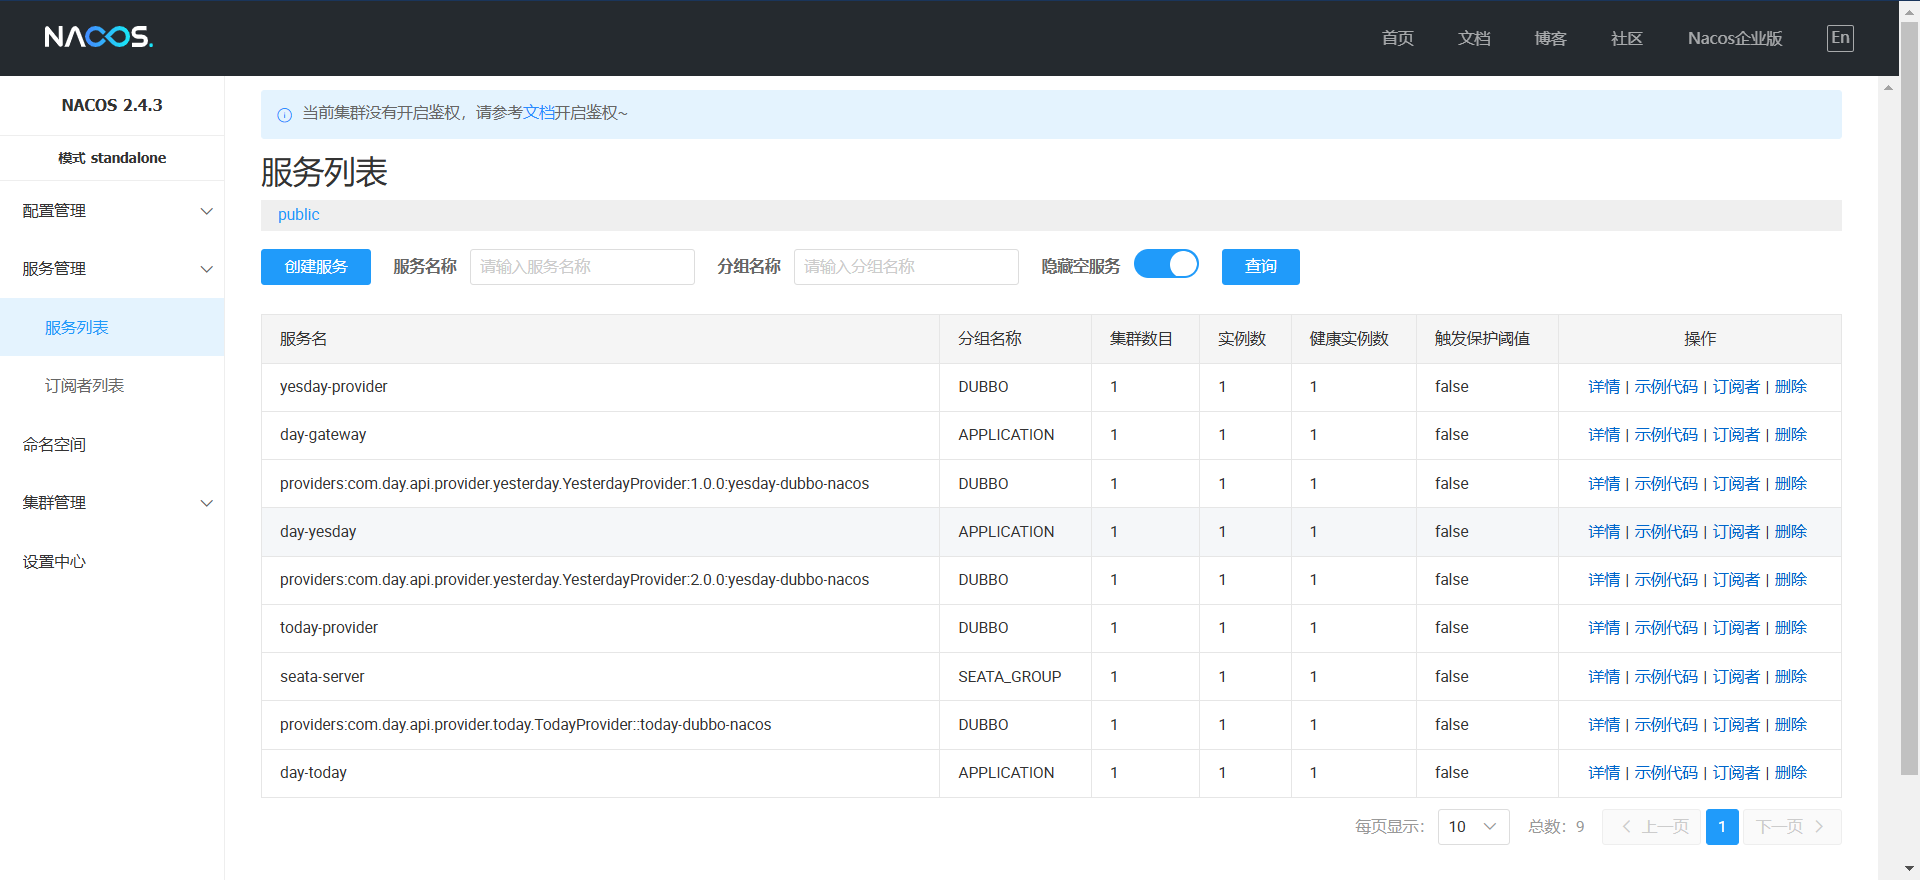 NACOS.
首页 文档 博客 社区 Nacos企业版 En
NACOS 2.4.3
模式 standalone
配置管理
服务管理
服务列表
订阅者列表
命名空间
集群管理
设置中心
当前集群没有开启鉴权，请参考文档开启鉴权~
服务列表
public
创建服务 服务名称 请输入服务名称 分组名称 请输入分组名称 隐藏空服务 查询
服务名 分组名称 集群数目 实例数 健康实例数 触发保护阈值 操作
yesday-provider DUBBO 1 1 1 false 详情 | 示例代码 | 订阅者 | 删除
day-gateway APPLICATION 1 1 1 false 详情 | 示例代码 | 订阅者 | 删除
providers:com.day.api.provider.yesterday.YesterdayProvider:1.0.0:yesday-dubbo-nacos DUBBO 1 1 1 false 详情 | 示例代码 | 订阅者 | 删除
day-yesday APPLICATION 1 1 1 false 详情 | 示例代码 | 订阅者 | 删除
providers:com.day.api.provider.yesterday.YesterdayProvider:2.0.0:yesday-dubbo-nacos DUBBO 1 1 1 false 详情 | 示例代码 | 订阅者 | 删除
today-provider DUBBO 1 1 1 false 详情 | 示例代码 | 订阅者 | 删除
seata-server SEATA_GROUP 1 1 1 false 详情 | 示例代码 | 订阅者 | 删除
providers:com.day.api.provider.today.TodayProvider::today-dubbo-nacos DUBBO 1 1 1 false 详情 | 示例代码 | 订阅者 | 删除
day-today APPLICATION 1 1 1 false 详情 | 示例代码 | 订阅者 | 删除
每页显示： 10 总数：9 上一页 1 下一页